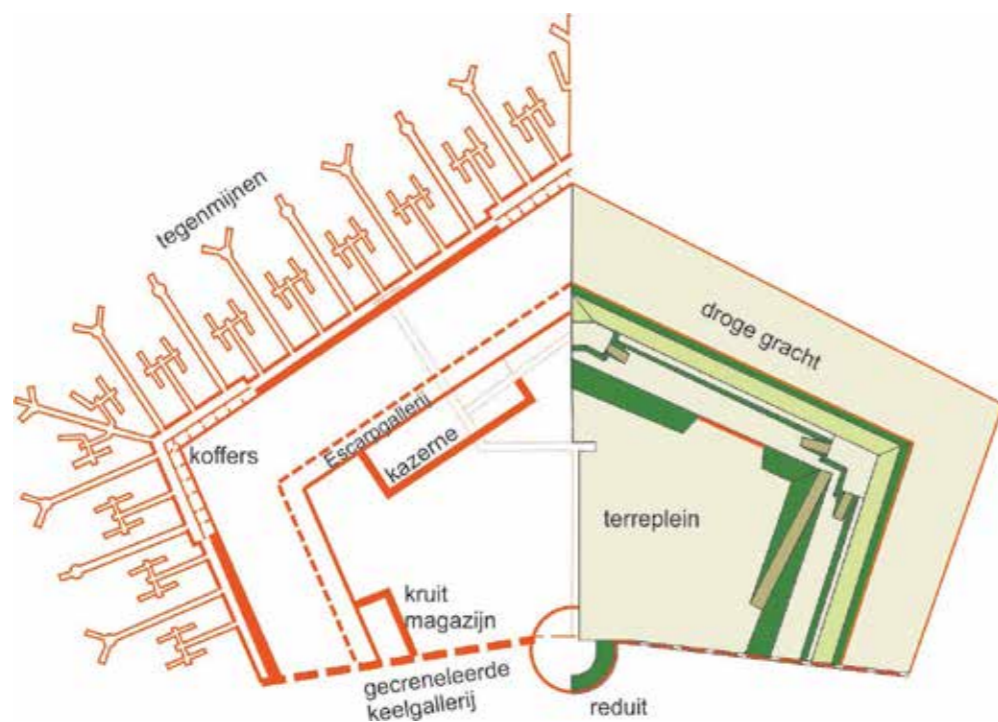 tegenmijnen
droge gracht
koffers
Escarpgallerij
kazerne
terreplein
kruit
magazijn
gecreneleerde
keelgallerij
reduit